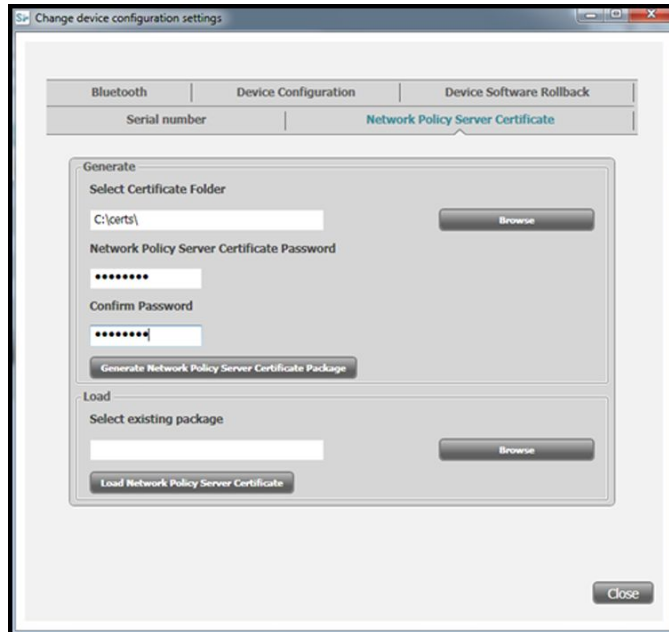 Change device configuration settings
Bluetooth Device Configuration Device Software Rollback
Serial number Network Policy Server Certificate
Generate
Select Certificate Folder
C:\certs\ Browse
Network Policy Server Certificate Password
••••••••
Confirm Password
••••••••
Generate Network Policy Server Certificate Package
Load
Select existing package
Browse
Load Network Policy Server Certificate
Close